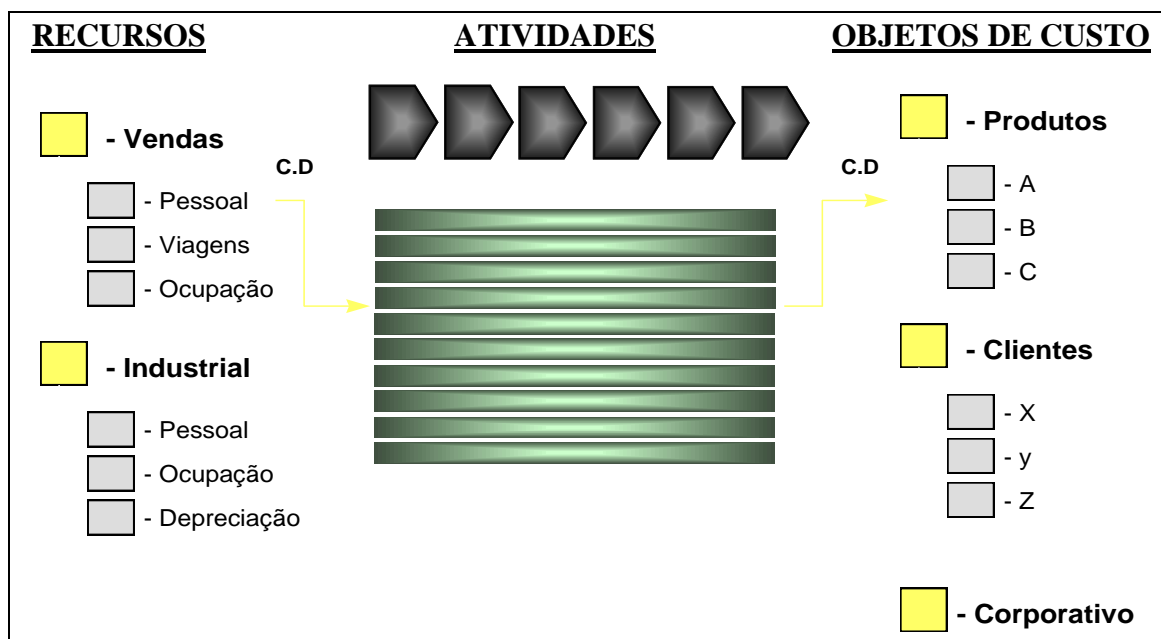 RECURSOS
ATIVIDADES
OBJETOS DE CUSTO
- Vendas
C.D
- Pessoal
- Viagens
- Ocupação
- Industrial
- Pessoal
- Ocupação
- Depreciação
C.D
- Produtos
- A
- B
- C
- Clientes
- X
- y
- Z
- Corporativo